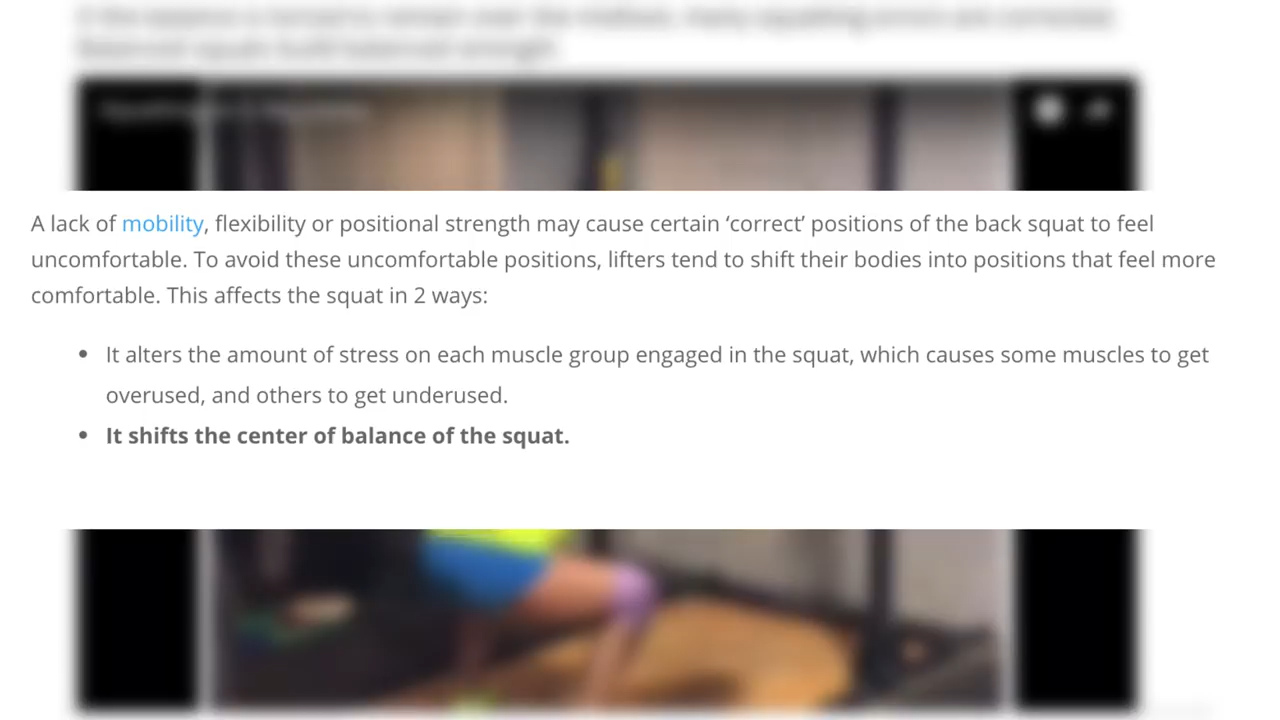 A lack of mobility, flexibility or positional strength may cause certain ‘correct’ positions of the back squat to feel
uncomfortable. To avoid these uncomfortable positions, lifters tend to shift their bodies into positions that feel more
comfortable. This affects the squat in 2 ways:
• It alters the amount of stress on each muscle group engaged in the squat, which causes some muscles to get
overused, and others to get underused.
• It shifts the center of balance of the squat.